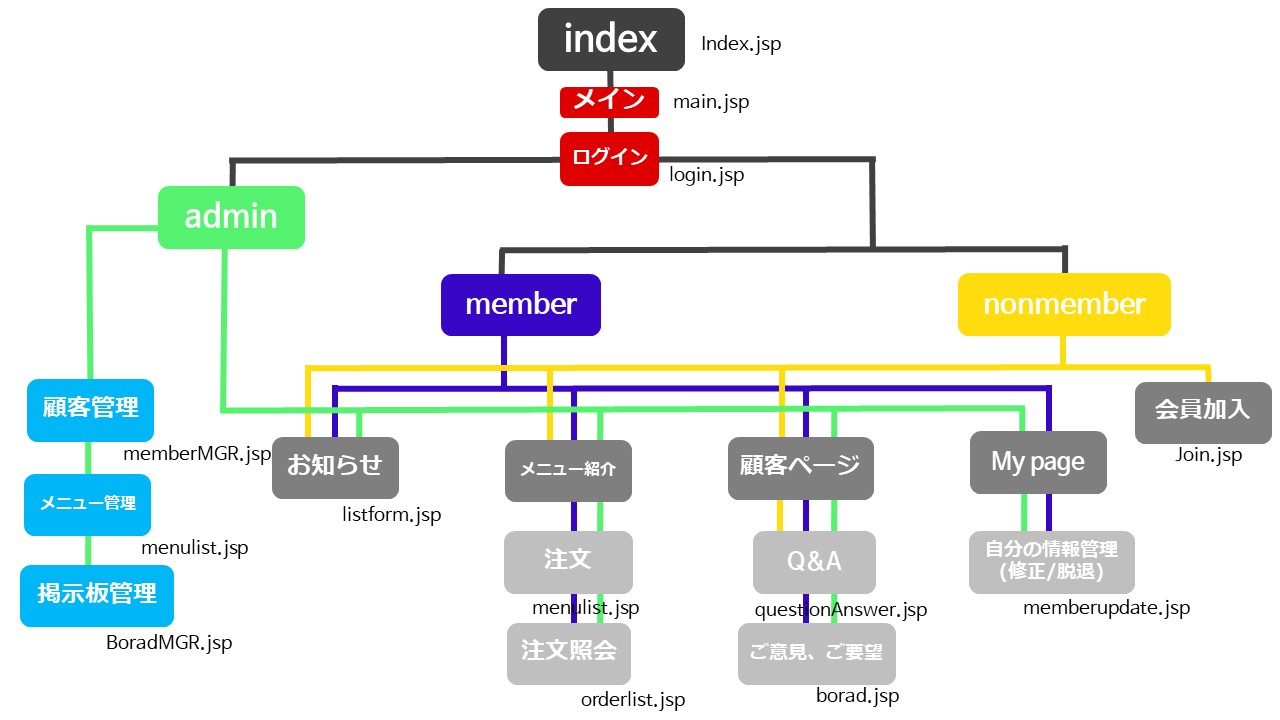 index
Index.jsp
メイン
main.jsp
ログイン
login.jsp
admin
member
nonmember
顧客管理
memberMGR.jsp
メニュー管理
menulist.jsp
掲示板管理
BoradMGR.jsp
お知らせ
listform.jsp
メニュー紹介
注文
menulist.jsp
注文照会
orderlist.jsp
顧客ページ
Q&A
questionAnswer.jsp
ご意見、ご要望
borad.jsp
My page
自分の情報管理
(修正/脱退)
memberupdate.jsp
会員加入
Join.jsp